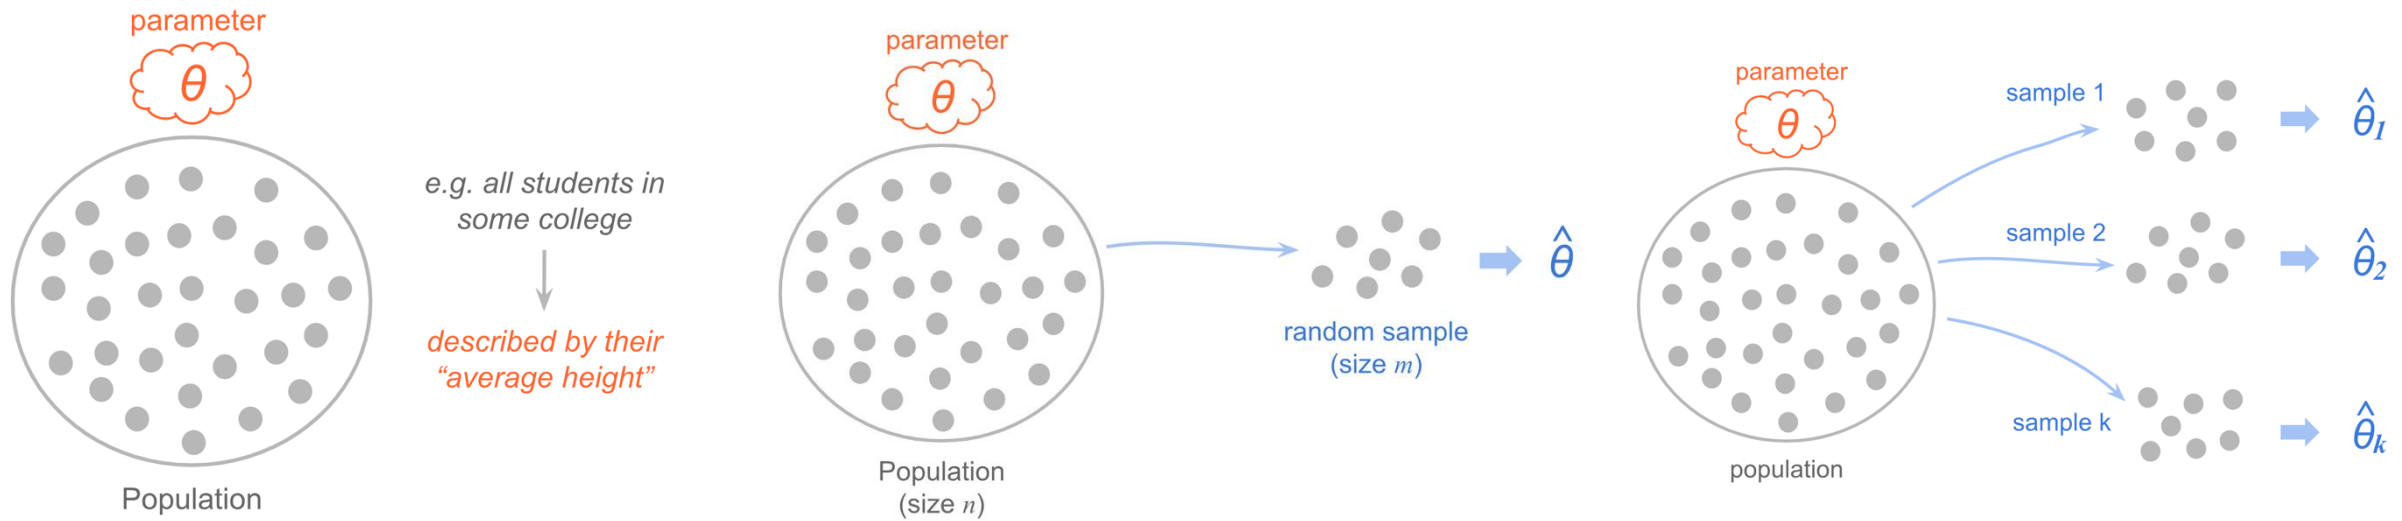 parameter
θ
Population
e.g. all students in
some college
described by their
“average height”
parameter
θ
Population
(size n)
random sample
(size m)
θ̂
parameter
θ
population
sample 1
θ̂1
sample 2
θ̂2
sample k
θ̂k